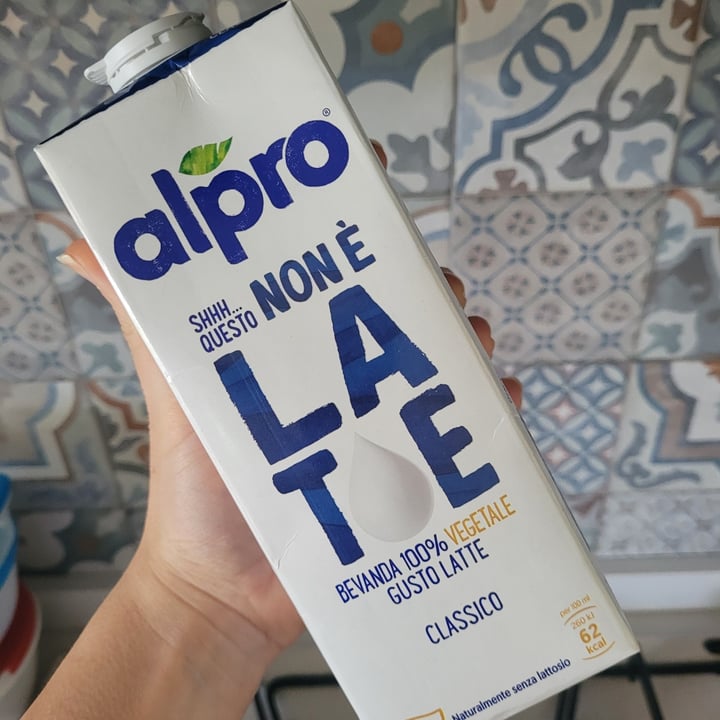 alpro®
SHHH...
QUESTO NON È
LA
T E
BEVANDA 100% VEGETALE
GUSTO LATTE
CLASSICO
per 100 ml
260 kJ
62
kcal
Naturalmente senza lattosio